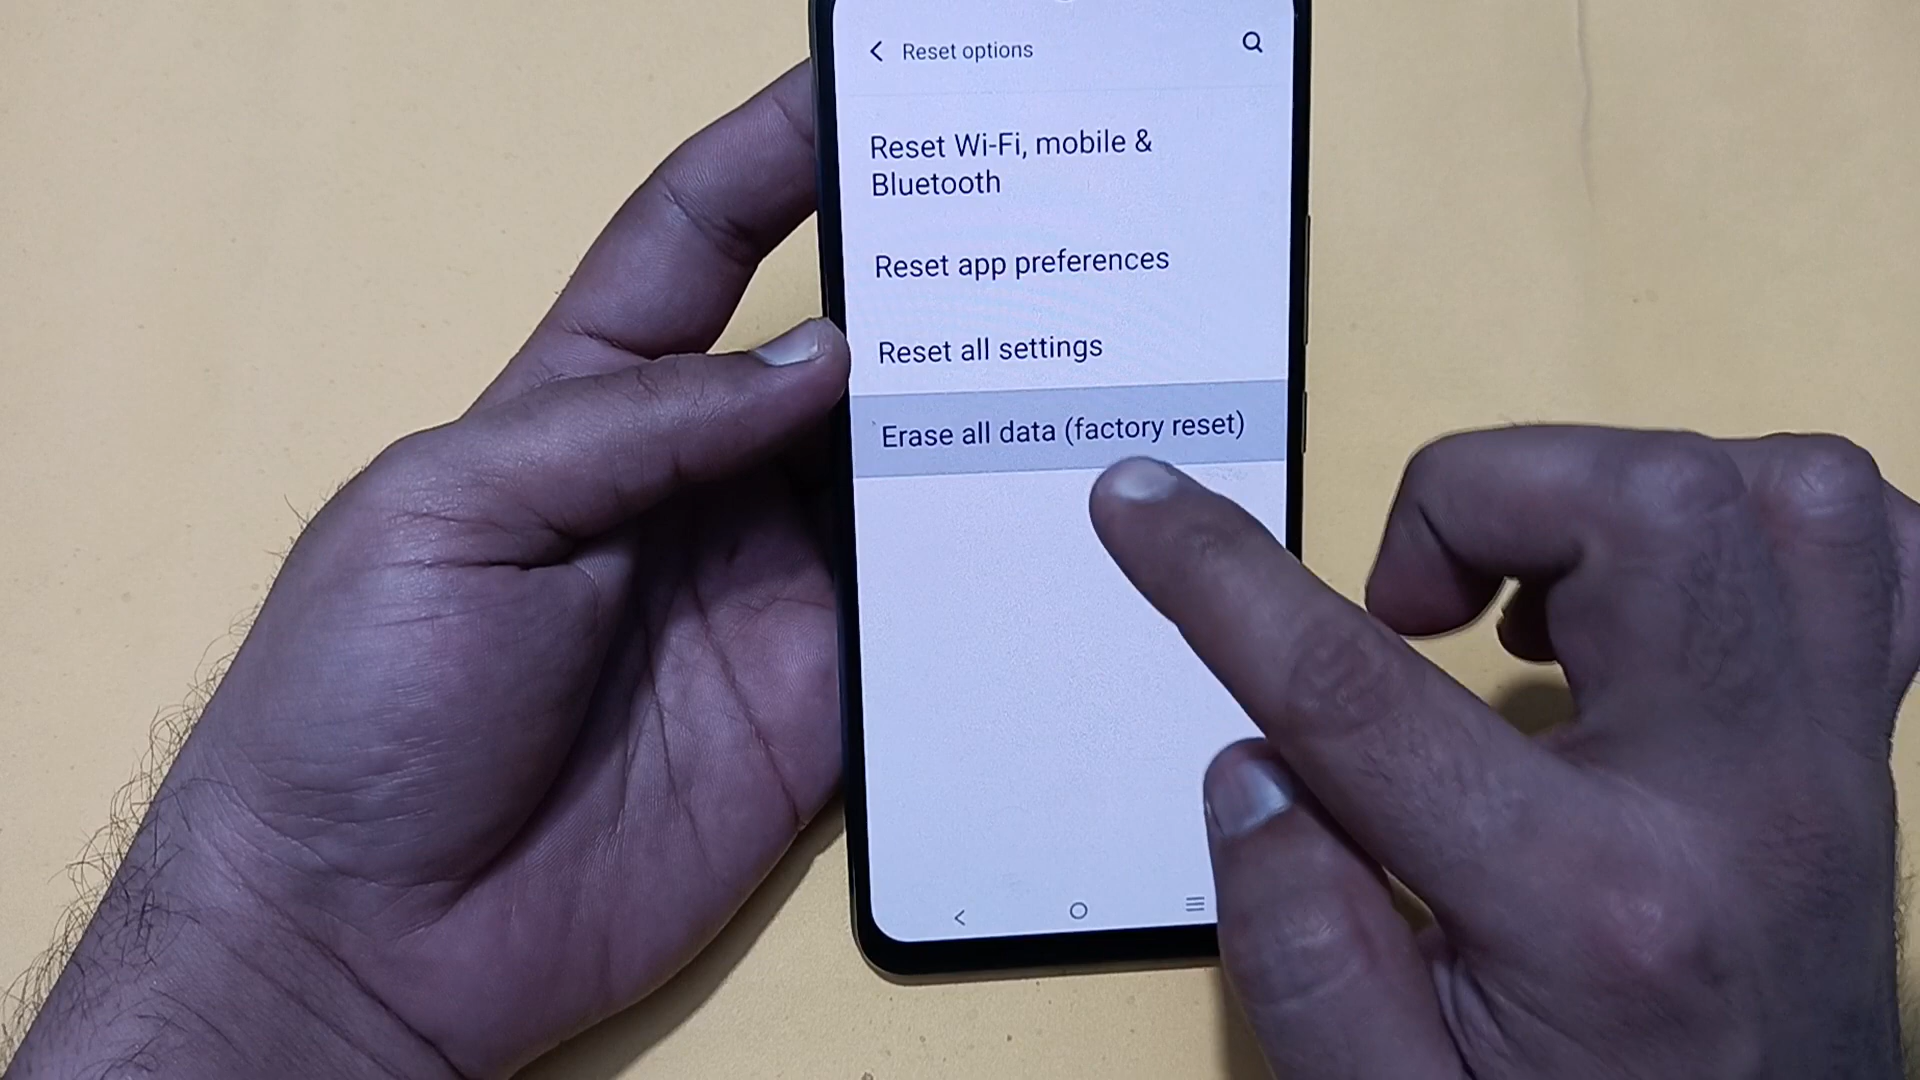 Reset options
Reset Wi-Fi, mobile &
Bluetooth
Reset app preferences
Reset all settings
Erase all data (factory reset)